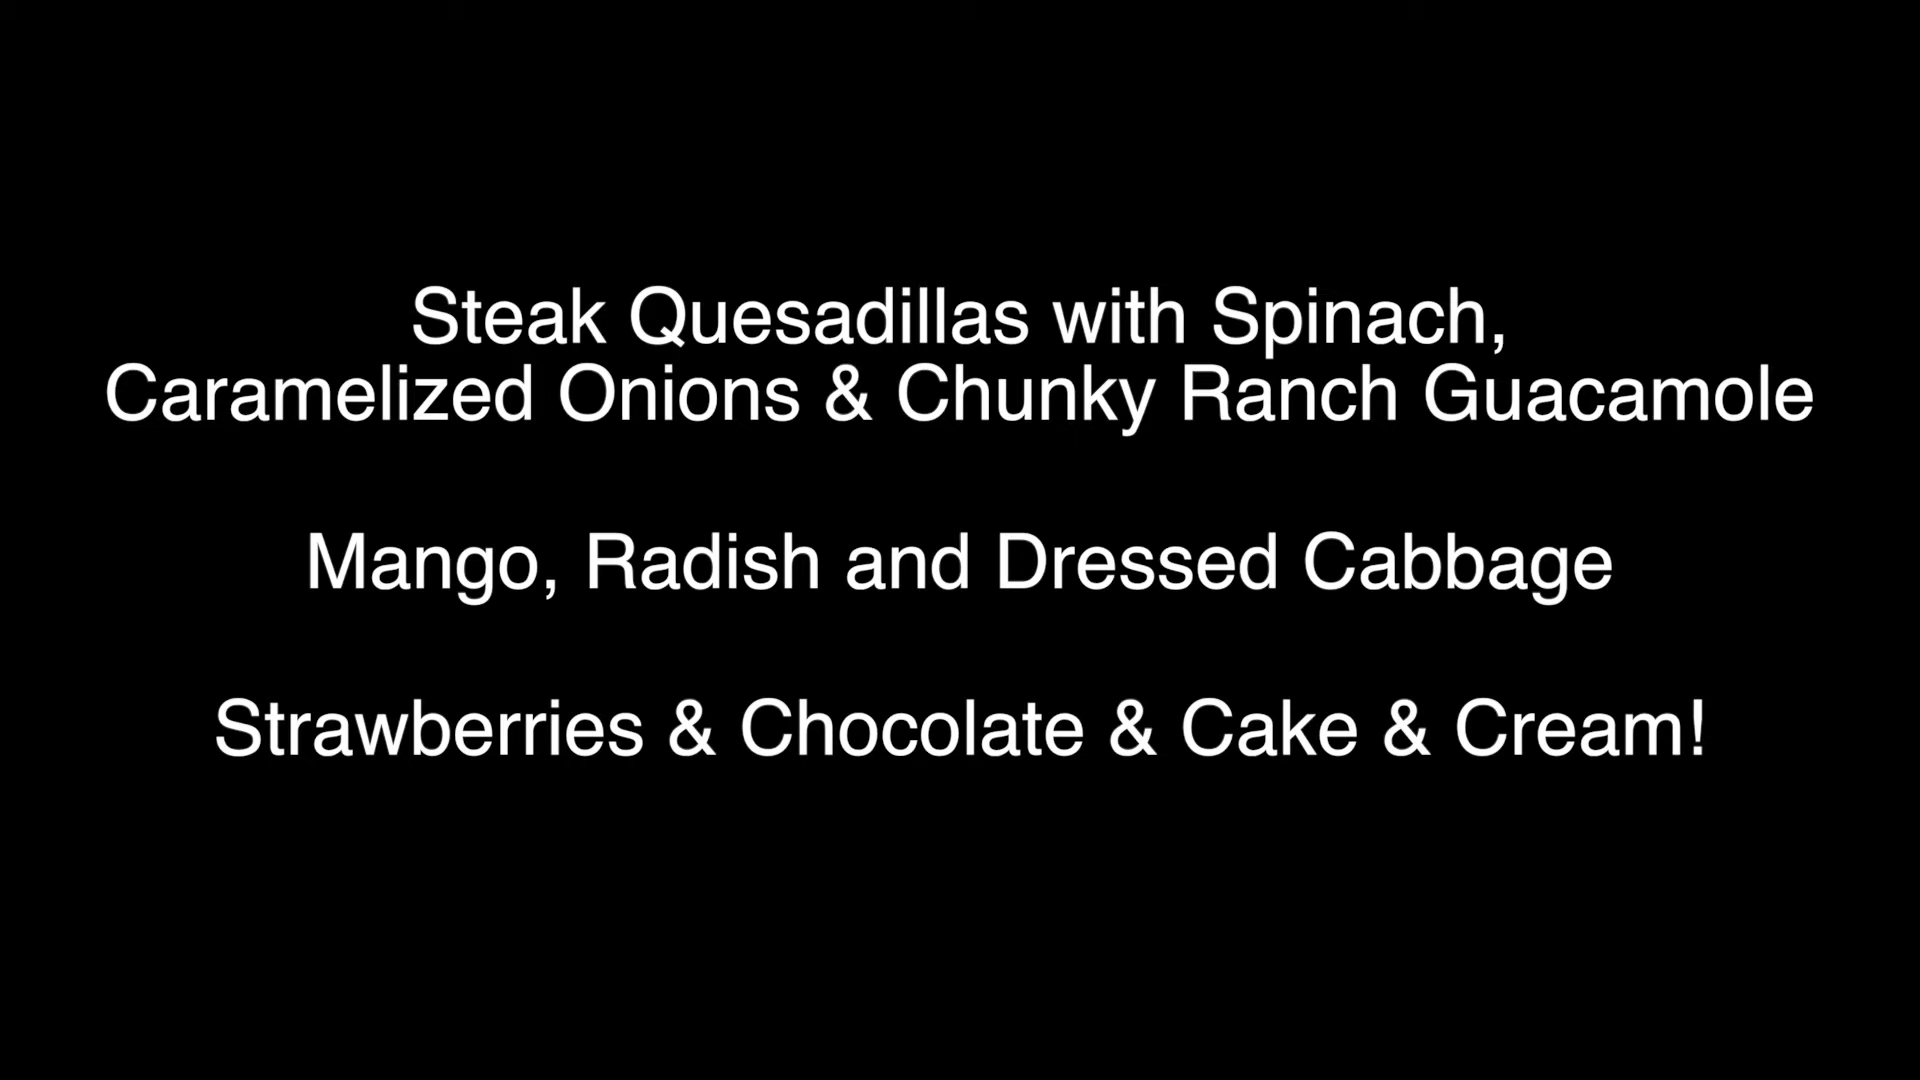 Steak Quesadillas with Spinach,
Caramelized Onions & Chunky Ranch Guacamole
Mango, Radish and Dressed Cabbage
Strawberries & Chocolate & Cake & Cream!